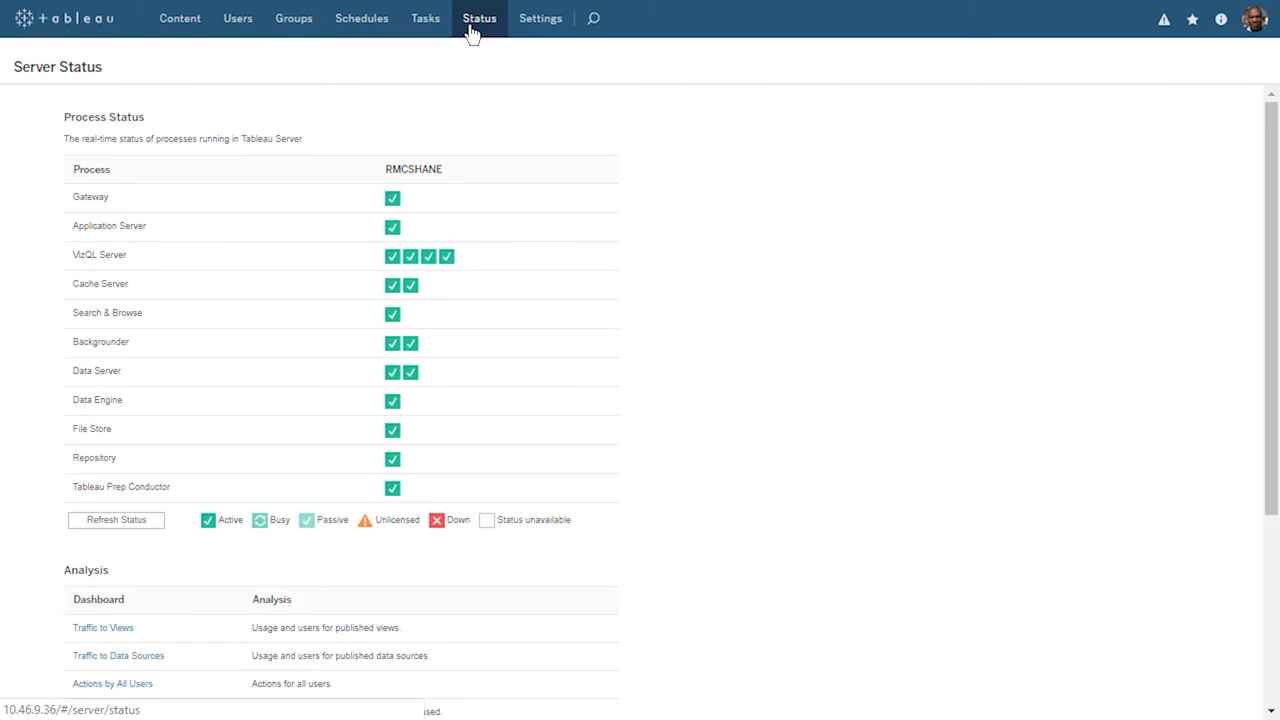 tableau Content Users Groups Schedules Tasks Status Settings
Server Status
Process Status
The real-time status of processes running in Tableau Server.
Process RMCSHANE
Gateway
Application Server
VizQL Server
Cache Server
Search & Browse
Backgrounder
Data Server
Data Engine
File Store
Repository
Tableau Prep Conductor
Refresh Status Active Busy Passive Unlicensed Down Status unavailable
Analysis
Dashboard Analysis
Traffic to Views Usage and users for published views.
Traffic to Data Sources Usage and users for published data sources.
Actions by All Users Actions for all users.
10.46.9.36/#/server/status